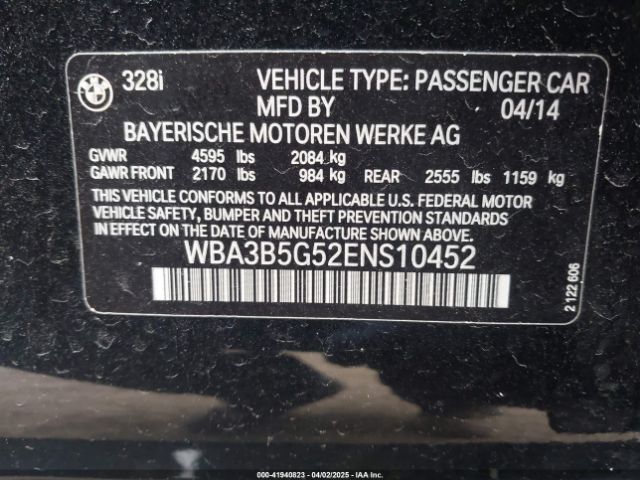 BMW
328i VEHICLE TYPE: PASSENGER CAR
MFD BY 04/14
BAYERISCHE MOTOREN WERKE AG
GVWR 4595 lbs 2084 kg
GAWR FRONT 2170 lbs 984 kg REAR 2555 lbs 1159 kg
THIS VEHICLE CONFORMS TO ALL APPLICABLE U.S. FEDERAL MOTOR
VEHICLE SAFETY, BUMPER AND THEFT PREVENTION STANDARDS IN EFFECT ON THE
DATE OF MANUFACTURE SHOWN ABOVE.
WBA3B5G52ENS10452
2 122 606
000-41940823 - 04/02/2025 - IAAI Inc.